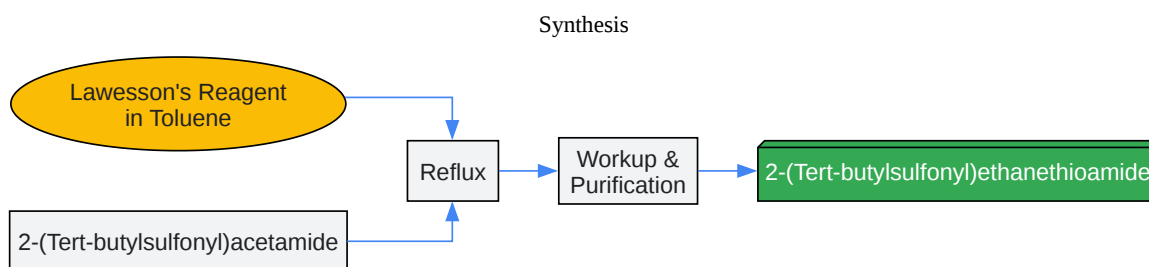 Synthesis
Lawesson's Reagent
in Toluene
Reflux
Workup &
Purification
2-(Tert-butylsulfonyl)ethanethioamide
2-(Tert-butylsulfonyl)acetamide